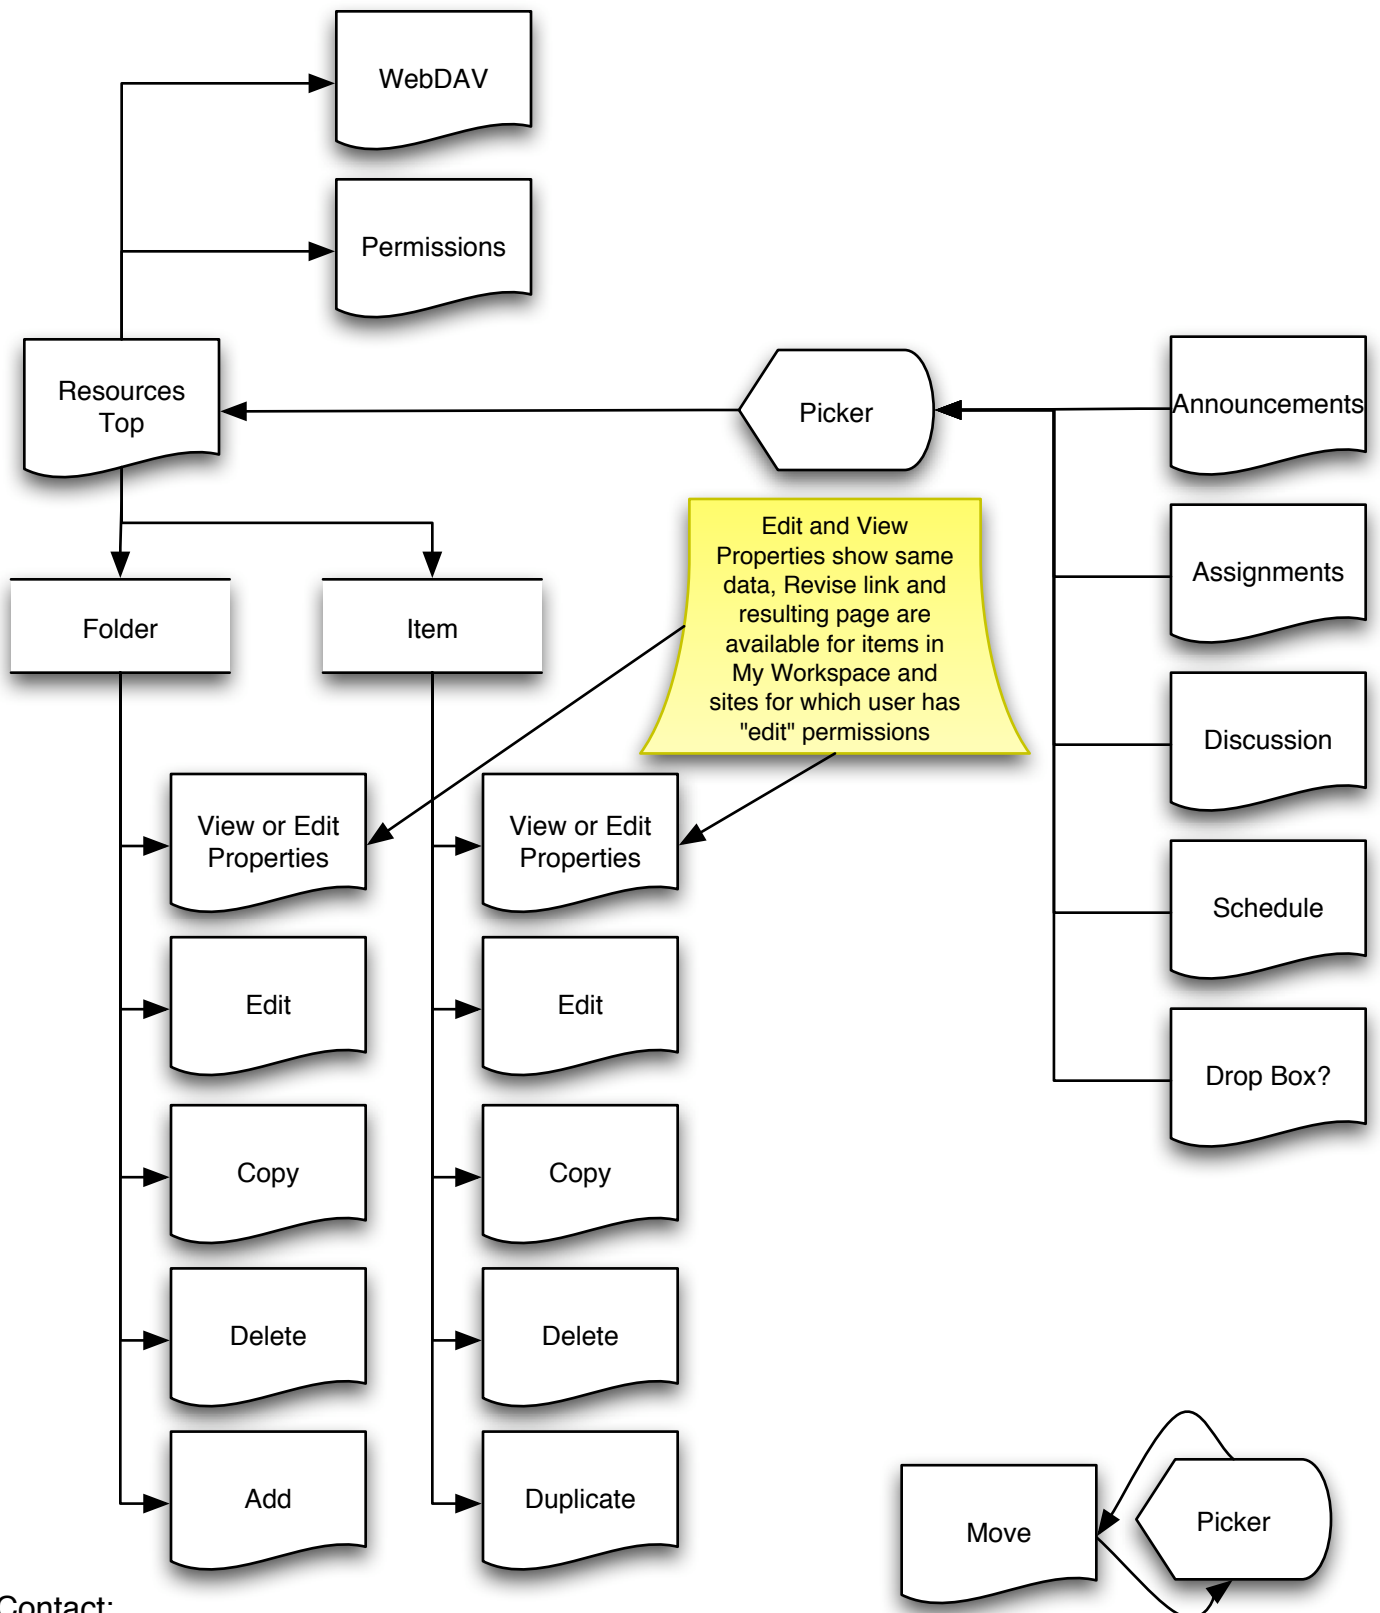 WebDAV
Permissions
Resources
Top
Picker
Announcements
Edit and View
Properties show same
data, Revise link and
resulting page are
available for items in
My Workspace and
sites for which user has
"edit" permissions
Assignments
Folder
Item
Discussion
View or Edit
Properties
View or Edit
Properties
Schedule
Edit
Edit
Drop Box?
Copy
Copy
Delete
Delete
Add
Duplicate
Move
Picker
Contact: